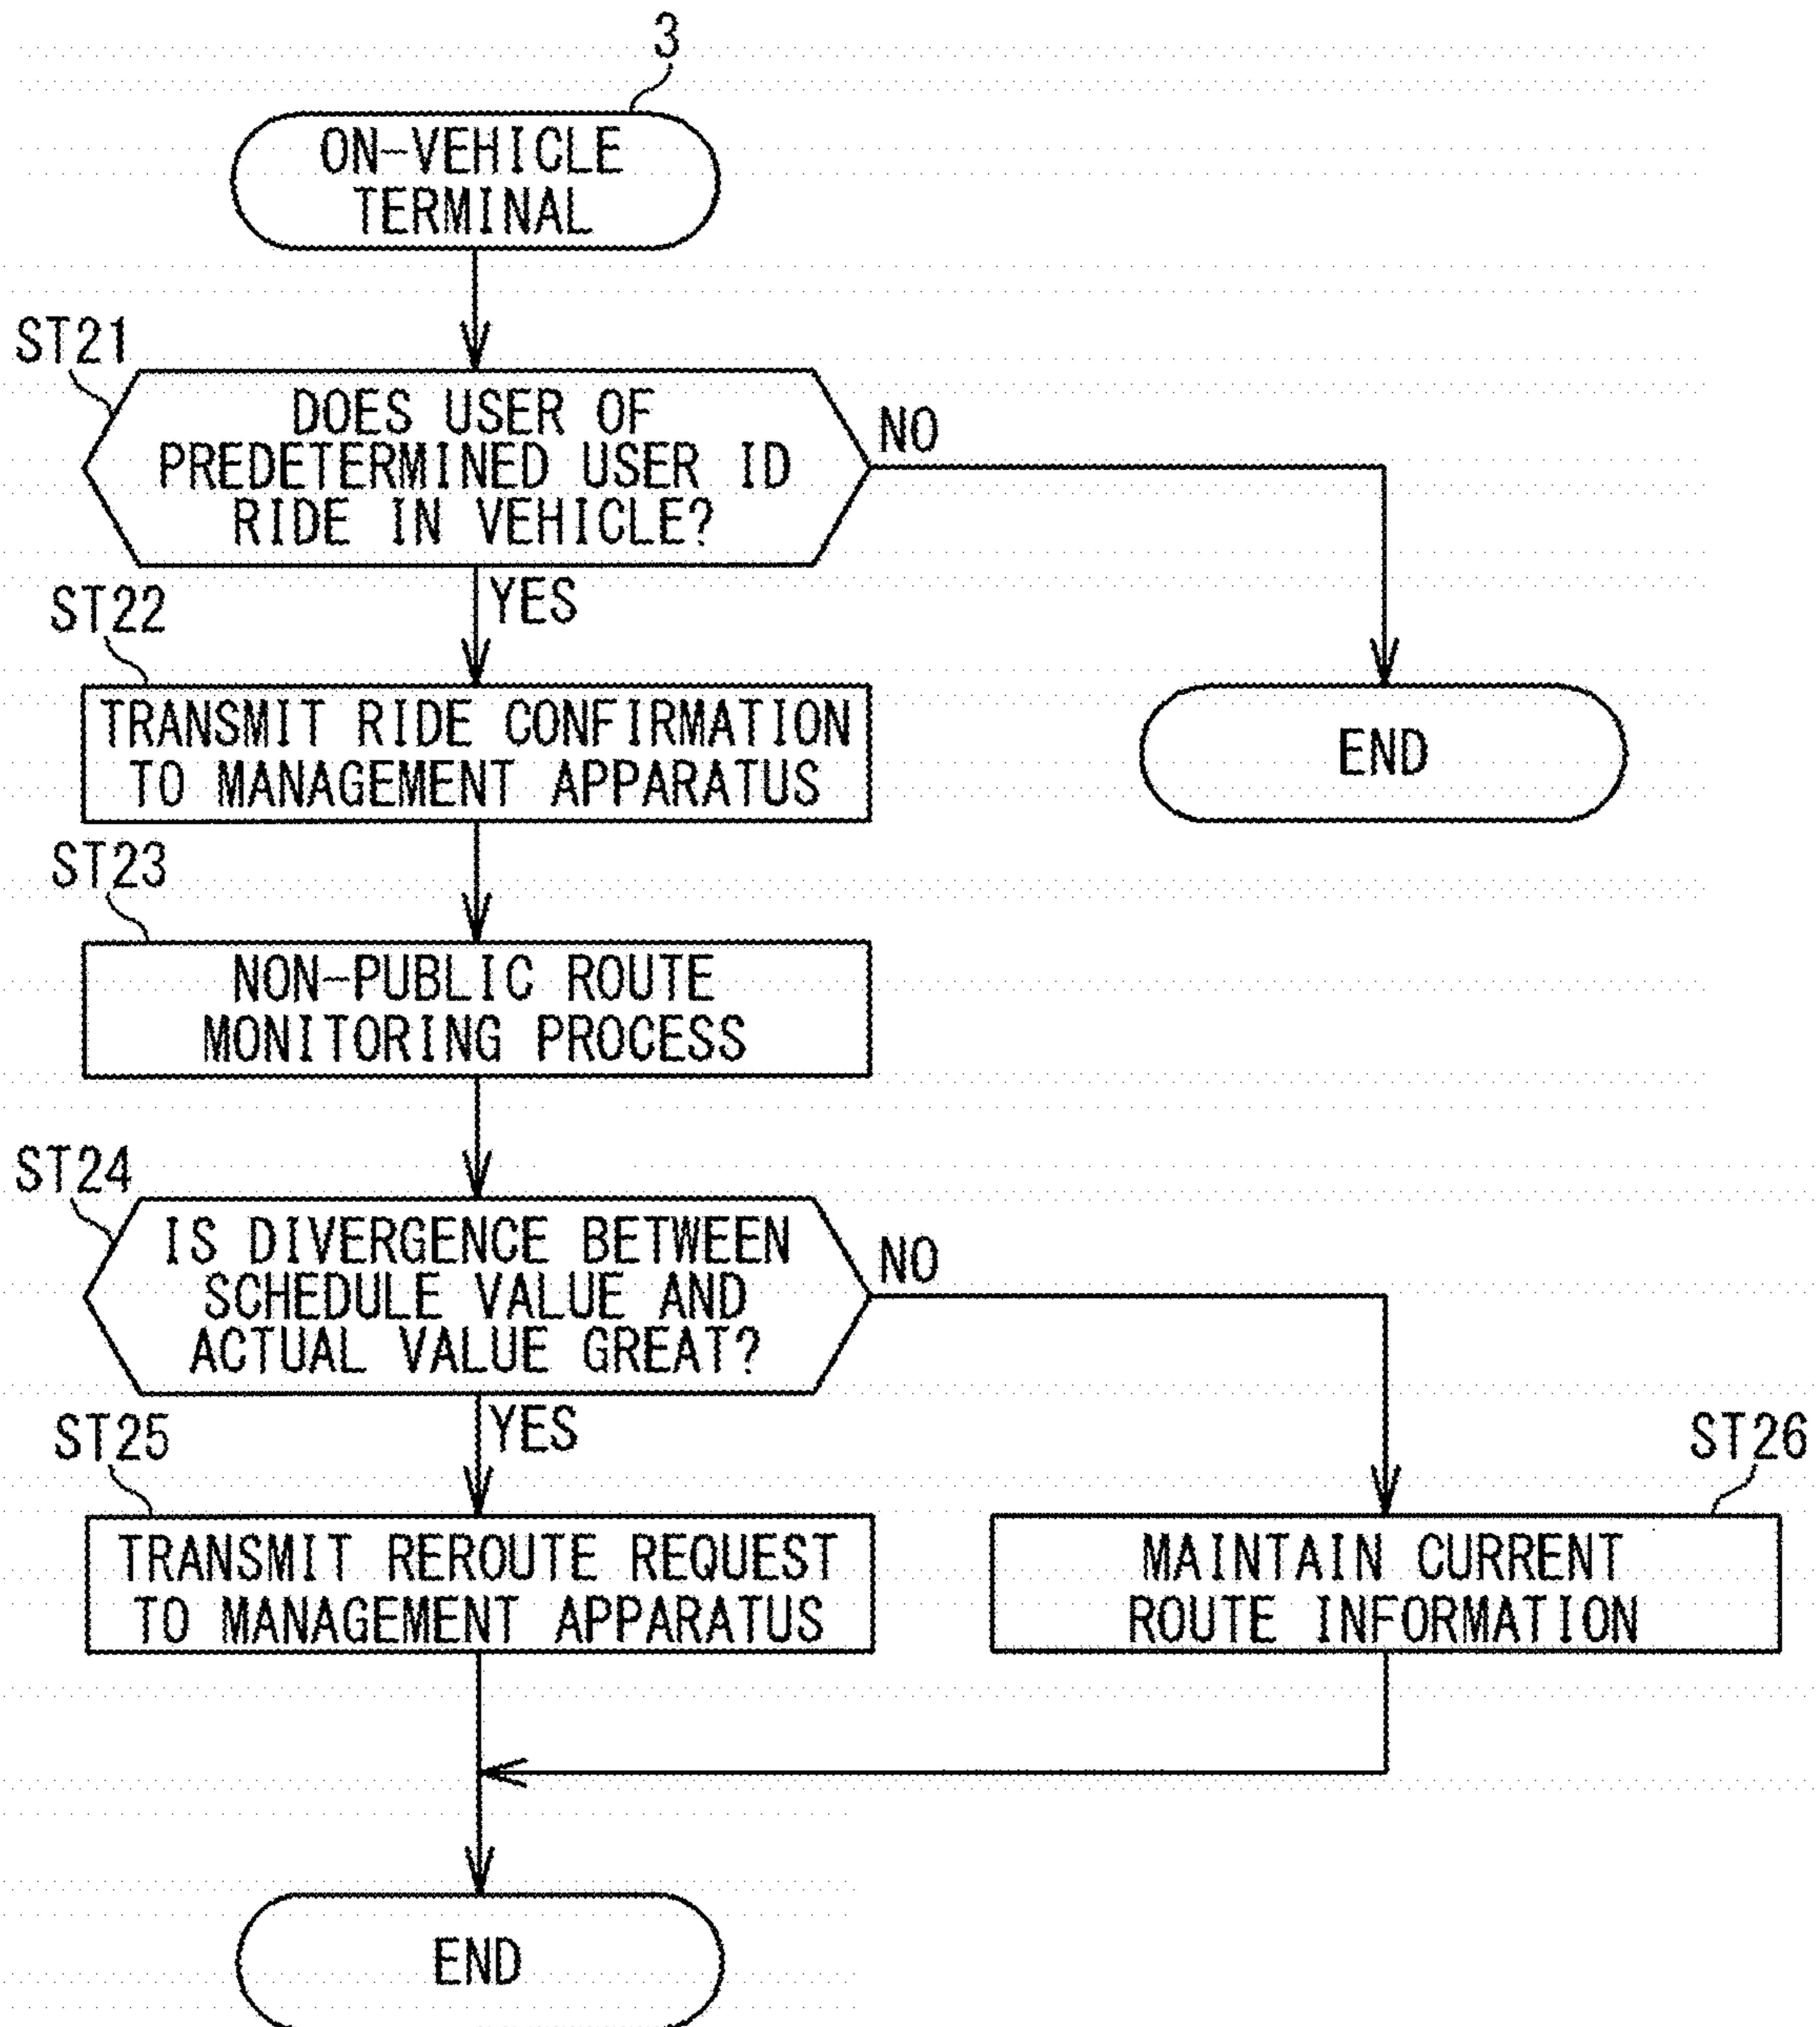 3
ON-VEHICLE
TERMINAL
ST21
DOES USER OF
PREDETERMINED USER ID
RIDE IN VEHICLE?
NO
YES
ST22
TRANSMIT RIDE CONFIRMATION
TO MANAGEMENT APPARATUS
END
ST23
NON-PUBLIC ROUTE
MONITORING PROCESS
ST24
IS DIVERGENCE BETWEEN
SCHEDULE VALUE AND
ACTUAL VALUE GREAT?
NO
YES
ST25
TRANSMIT REROUTE REQUEST
TO MANAGEMENT APPARATUS
ST26
MAINTAIN CURRENT
ROUTE INFORMATION
END